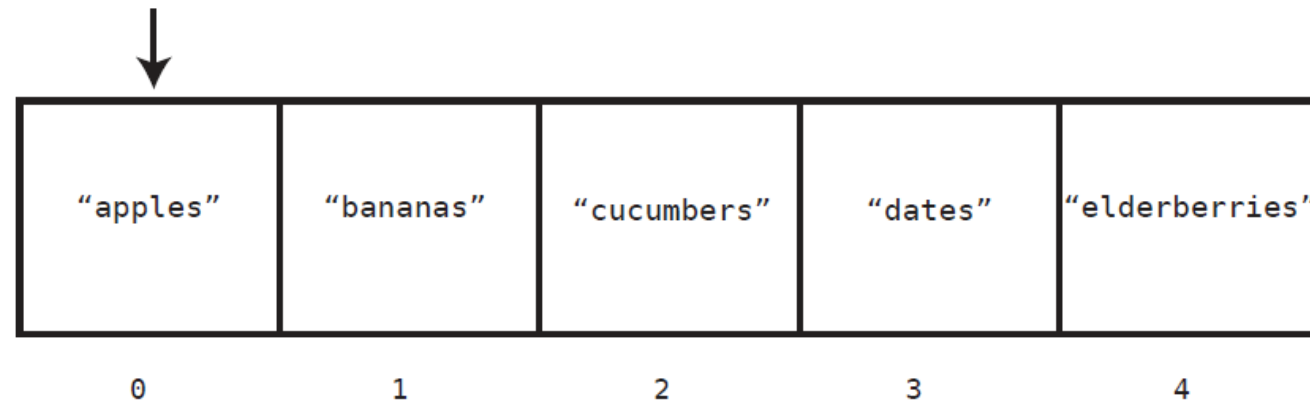 “apples” “bananas” “cucumbers” “dates” “elderberries”
0 1 2 3 4